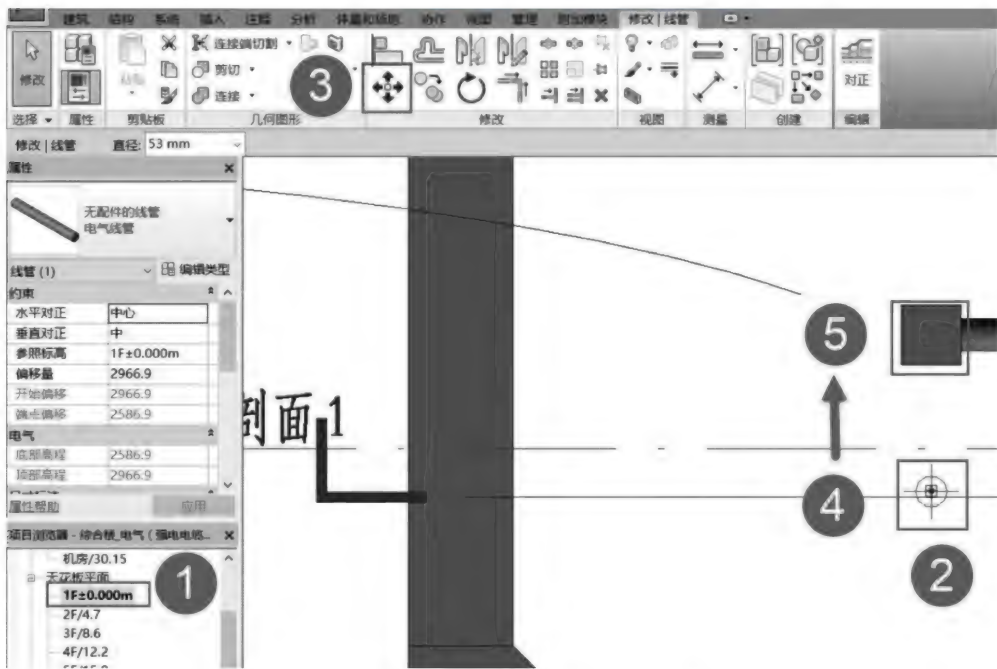 建筑 结构 系统 插入 注释 分析 体量和场地 协作 视图 管理 附加模块 修改 | 线管
修改
连接端切割
剪切
连接
3
对正
选择 属性 剪贴板 几何图形 修改 视图 测量 创建 编辑
修改 | 线管 直径: 53 mm
属性
无配件的线管
电气线管
线管 (1) 编辑类型
约束
水平对正 中心
垂直对正 中
参照标高 1F±0.000m
偏移量 2966.9
开始偏移 2966.9
端点偏移 2586.9
电气
底部高程 2586.9
顶部高程 2966.9
属性帮助 应用
项目浏览器 - 综合楼_电气 ( 强电电缆...
机房/30.15
天花板平面
1F±0.000m
2F/4.7
3F/8.6
4F/12.2
1
剖面 1
5
4
2